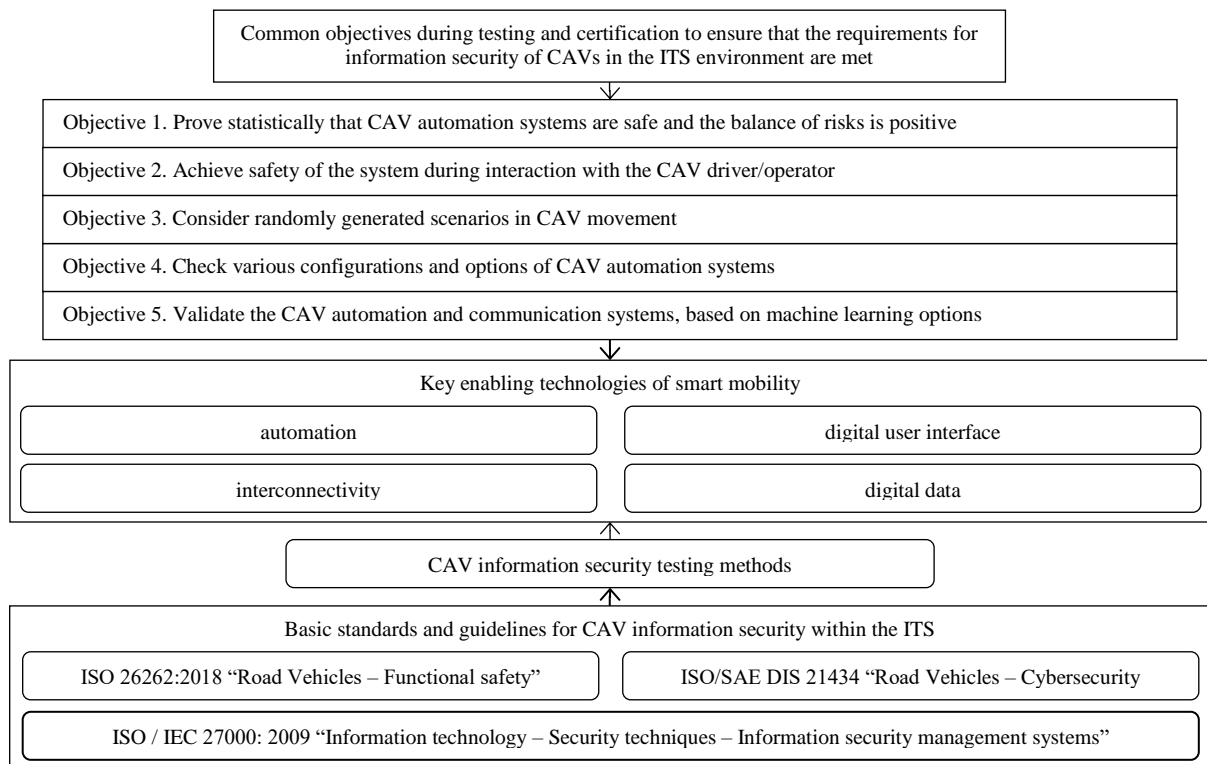 Common objectives during testing and certification to ensure that the requirements for
information security of CAVs in the ITS environment are met
Objective 1. Prove statistically that CAV automation systems are safe and the balance of risks is positive
Objective 2. Achieve safety of the system during interaction with the CAV driver/operator
Objective 3. Consider randomly generated scenarios in CAV movement
Objective 4. Check various configurations and options of CAV automation systems
Objective 5. Validate the CAV automation and communication systems, based on machine learning options
Key enabling technologies of smart mobility
automation
digital user interface
interconnectivity
digital data
CAV information security testing methods
Basic standards and guidelines for CAV information security within the ITS
ISO 26262:2018 “Road Vehicles – Functional safety”
ISO/SAE DIS 21434 “Road Vehicles – Cybersecurity
ISO / IEC 27000: 2009 “Information technology – Security techniques – Information security management systems”